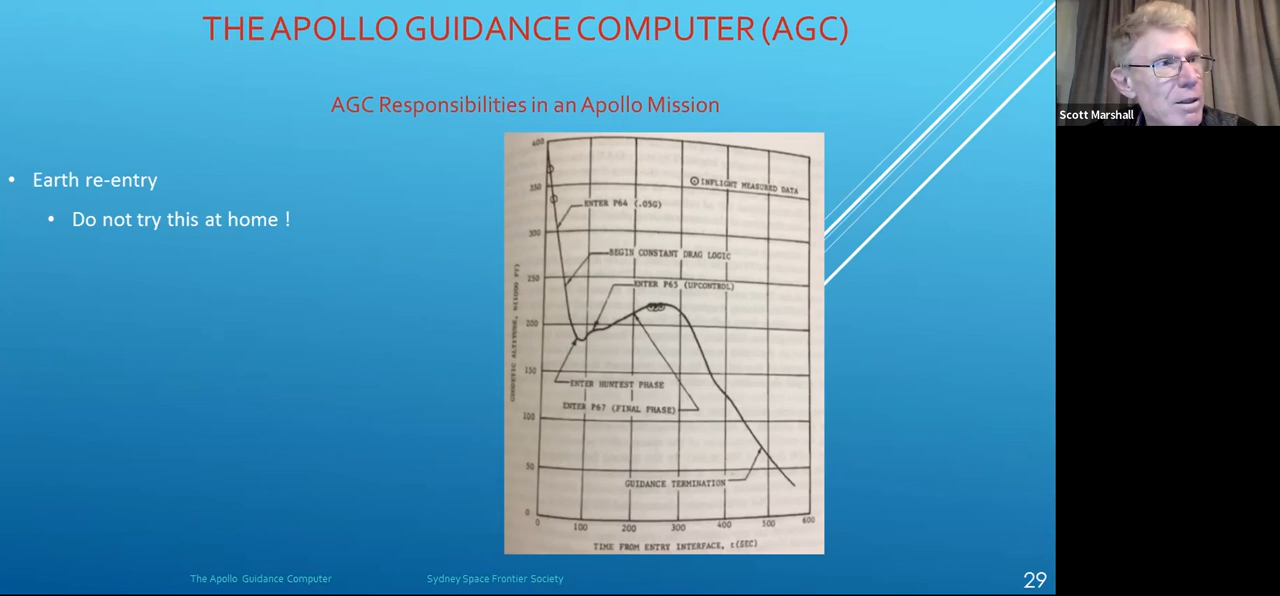 THE APOLLO GUIDANCE COMPUTER (AGC)
Scott Marshall
AGC Responsibilities in an Apollo Mission
• Earth re-entry
• Do not try this at home !
400
350
300
250
200
150
100
50
0
INFLIGHT MEASURED DATA
ENTER P64 (.05G)
BEGIN CONSTANT DRAG LOGIC
ENTER P65 (UPCONTROL)
ENTER HUNTEST PHASE
ENTER P67 (FINAL PHASE)
GUIDANCE TERMINATION
GEODETIC ALTITUDE,
0 100 200 300 400 500 600
TIME FROM ENTRY INTERFACE, t(SEC)
The Apollo Guidance Computer
Sydney Space Frontier Society
29